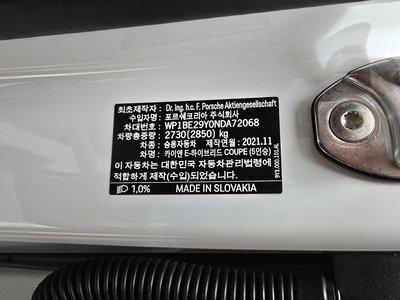 최초제작자 : Dr. Ing. h.c. F. Porsche Aktiengesellschaft
수입자명 : 포르쉐코리아 주식회사
차대번호 : WP1BE29Y0NDA72068
차량총중량 : 2730(2850) kg
차종 : 승용자동차 제작연월 : 2021.11
차명 : 카이엔 E-하이브리드 COUPE (5인승)
이 자동차는 대한민국 자동차관리법령에
적합하게 제작(수입)되었습니다.
1,0% MADE IN SLOVAKIA
9Y3.000.101.AL